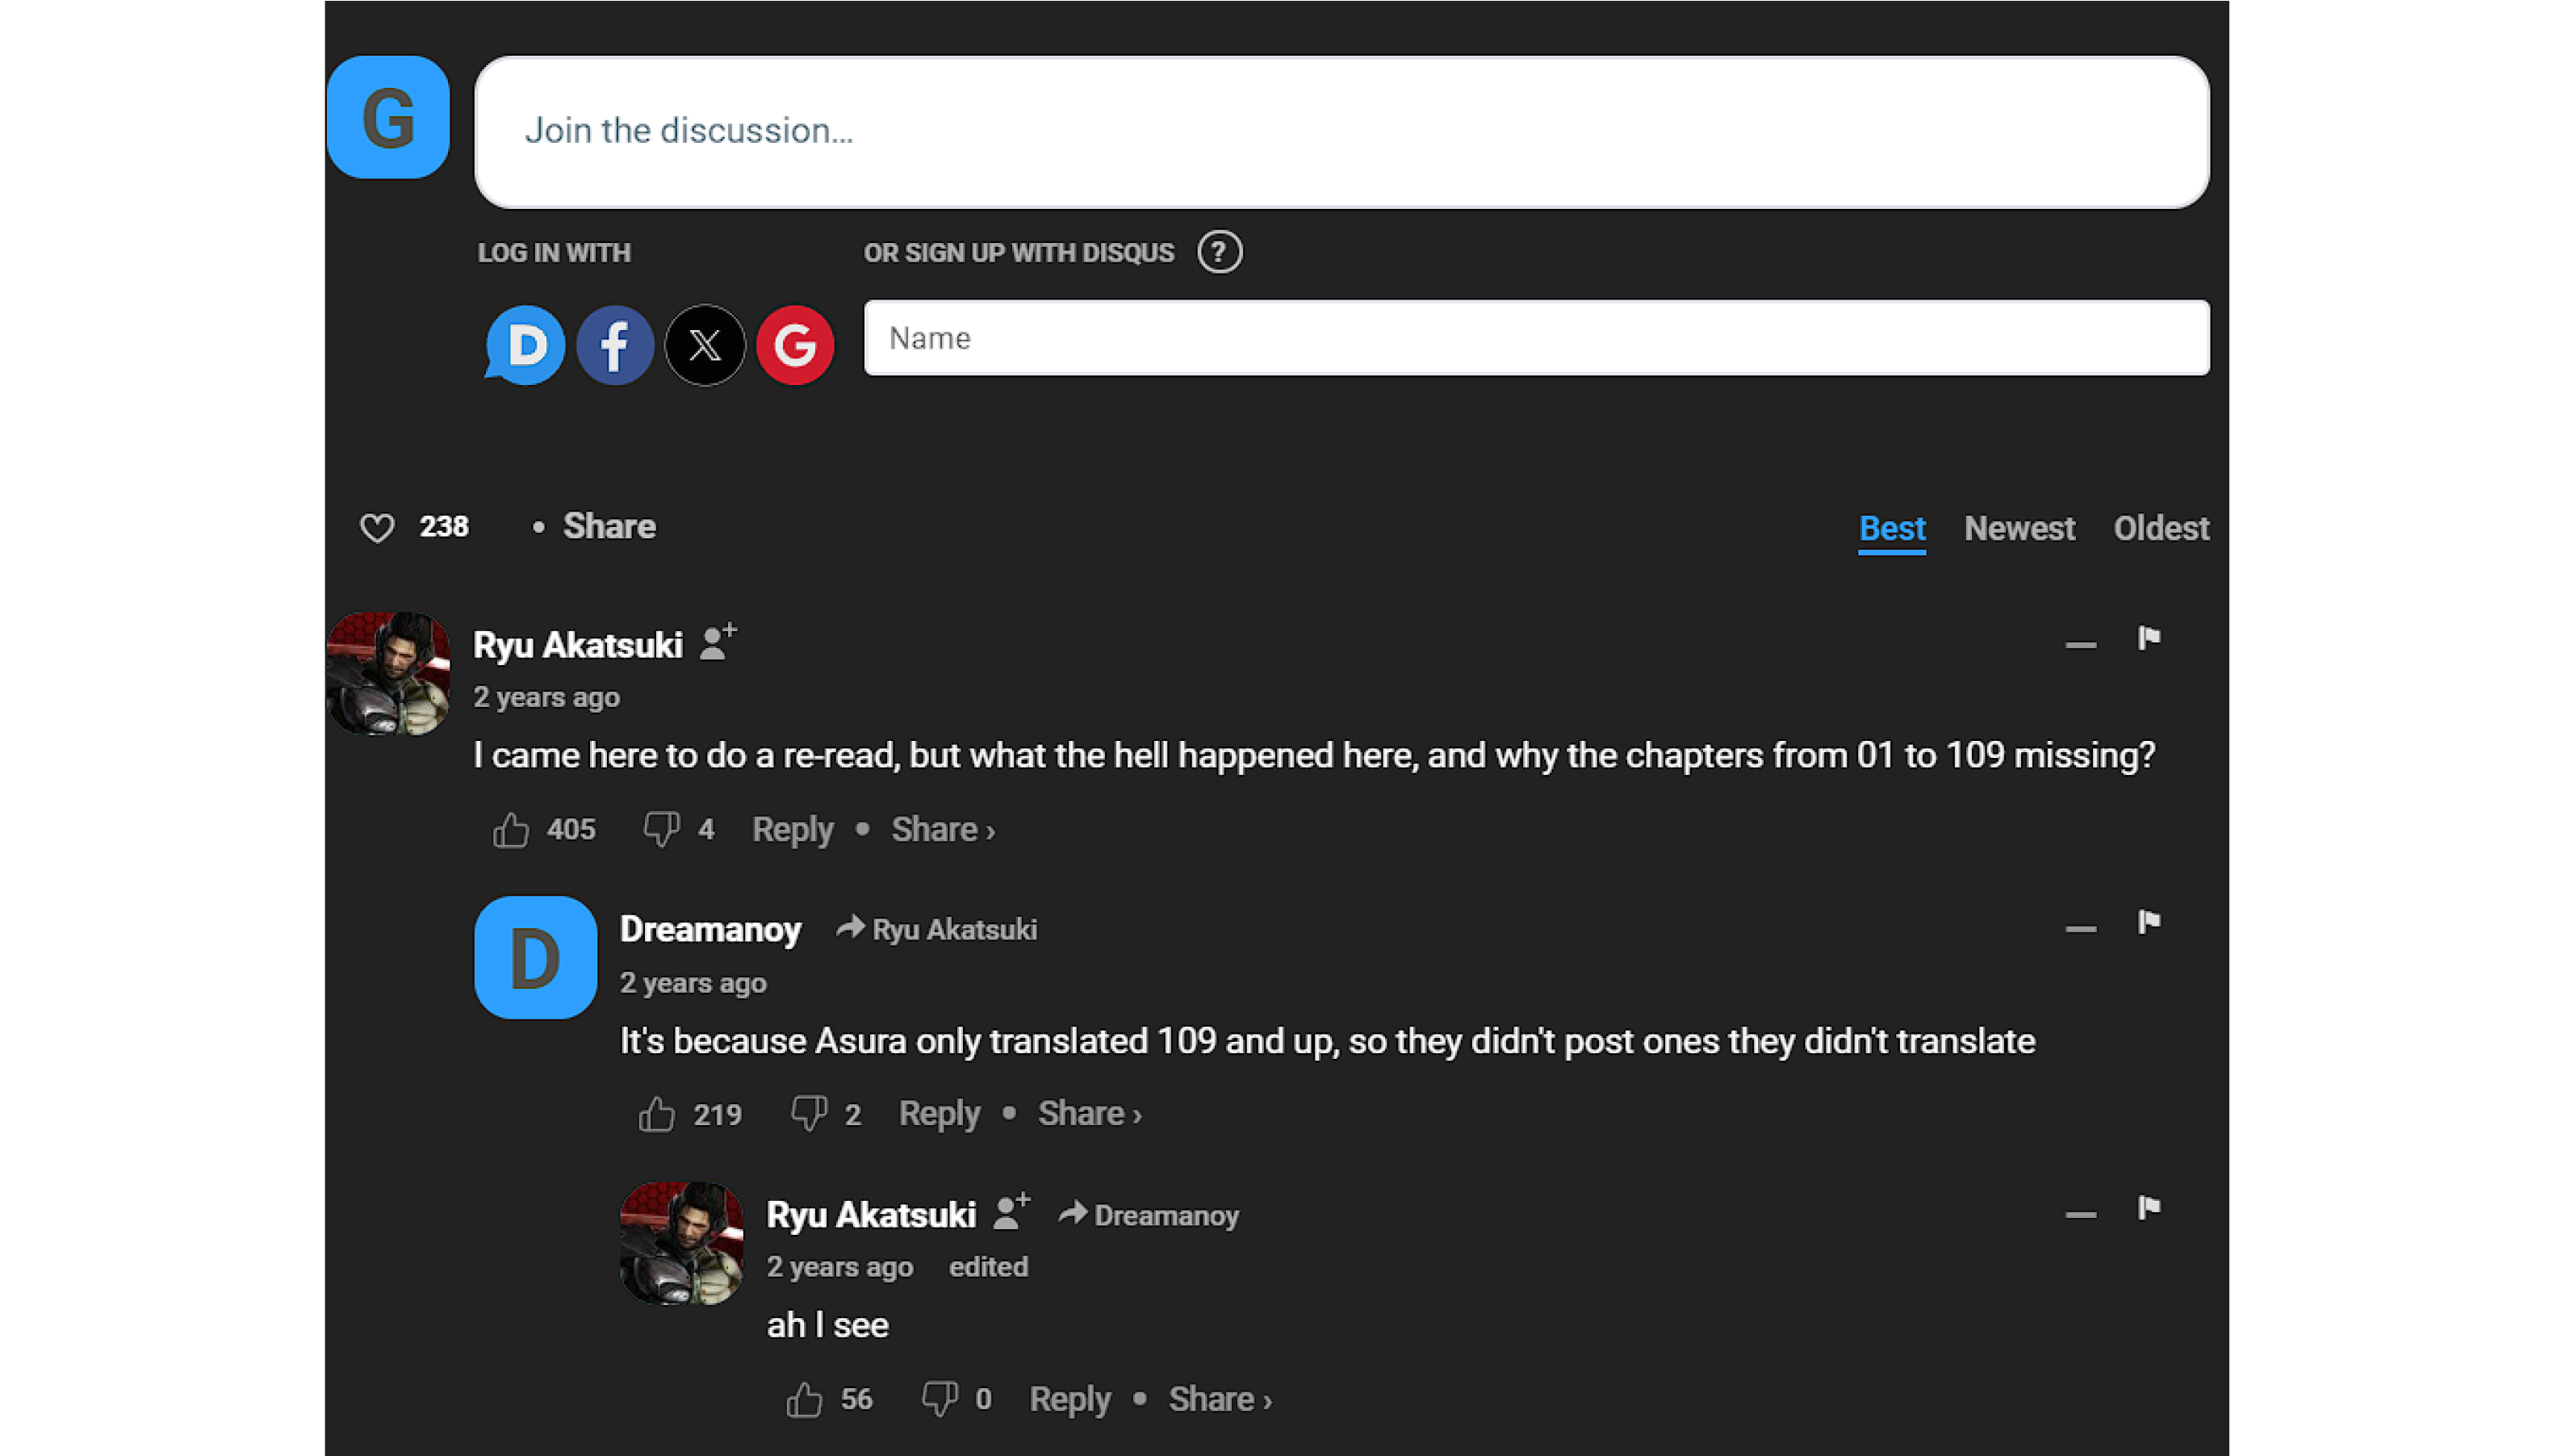 G
Join the discussion...
LOG IN WITH
OR SIGN UP WITH DISQUS ?
D f X G
Name
238 • Share
Best Newest Oldest
Ryu Akatsuki
2 years ago
I came here to do a re-read, but what the hell happened here, and why the chapters from 01 to 109 missing?
405 4 Reply • Share ›
D
Dreamanoy Ryu Akatsuki
2 years ago
It's because Asura only translated 109 and up, so they didn't post ones they didn't translate
219 2 Reply • Share ›
Ryu Akatsuki Dreamanoy
2 years ago edited
ah I see
56 0 Reply • Share ›